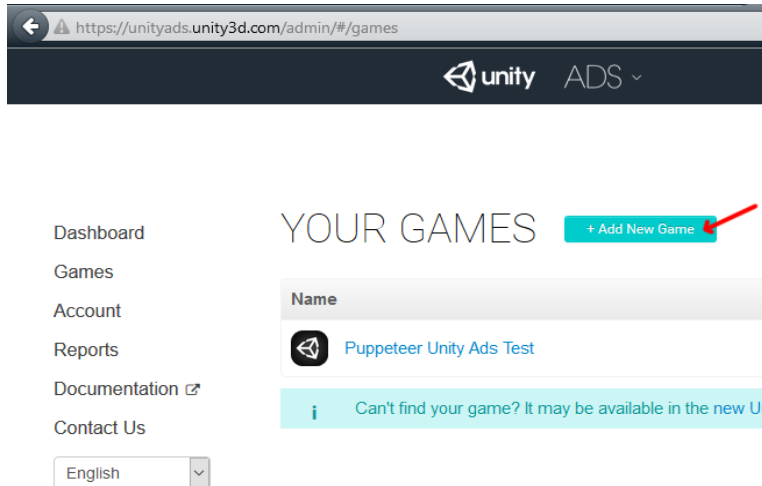 https://unityads.unity3d.com/admin/#/games
unity ADS
YOUR GAMES
+ Add New Game
Dashboard
Games
Account
Reports
Documentation
Contact Us
English
Name
Puppeteer Unity Ads Test
i Can't find your game? It may be available in the new U